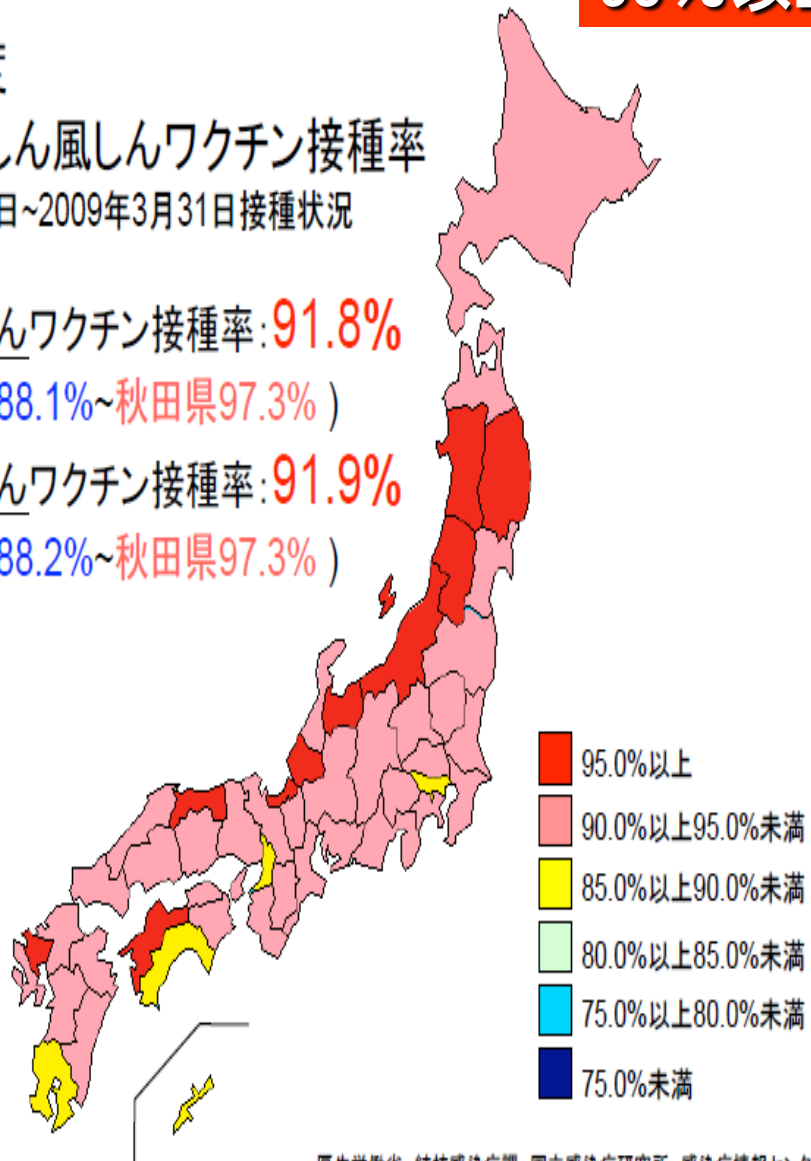 %以上
度
しん風しんワクチン接種率
日~2009年3月31日接種状況
んワクチン接種率:91.8%
88.1%~秋田県97.3% )
んワクチン接種率:91.9%
88.2%~秋田県97.3% )
95.0%以上
90.0%以上95.0%未満
85.0%以上90.0%未満
80.0%以上85.0%未満
75.0%以上80.0%未満
75.0%未満